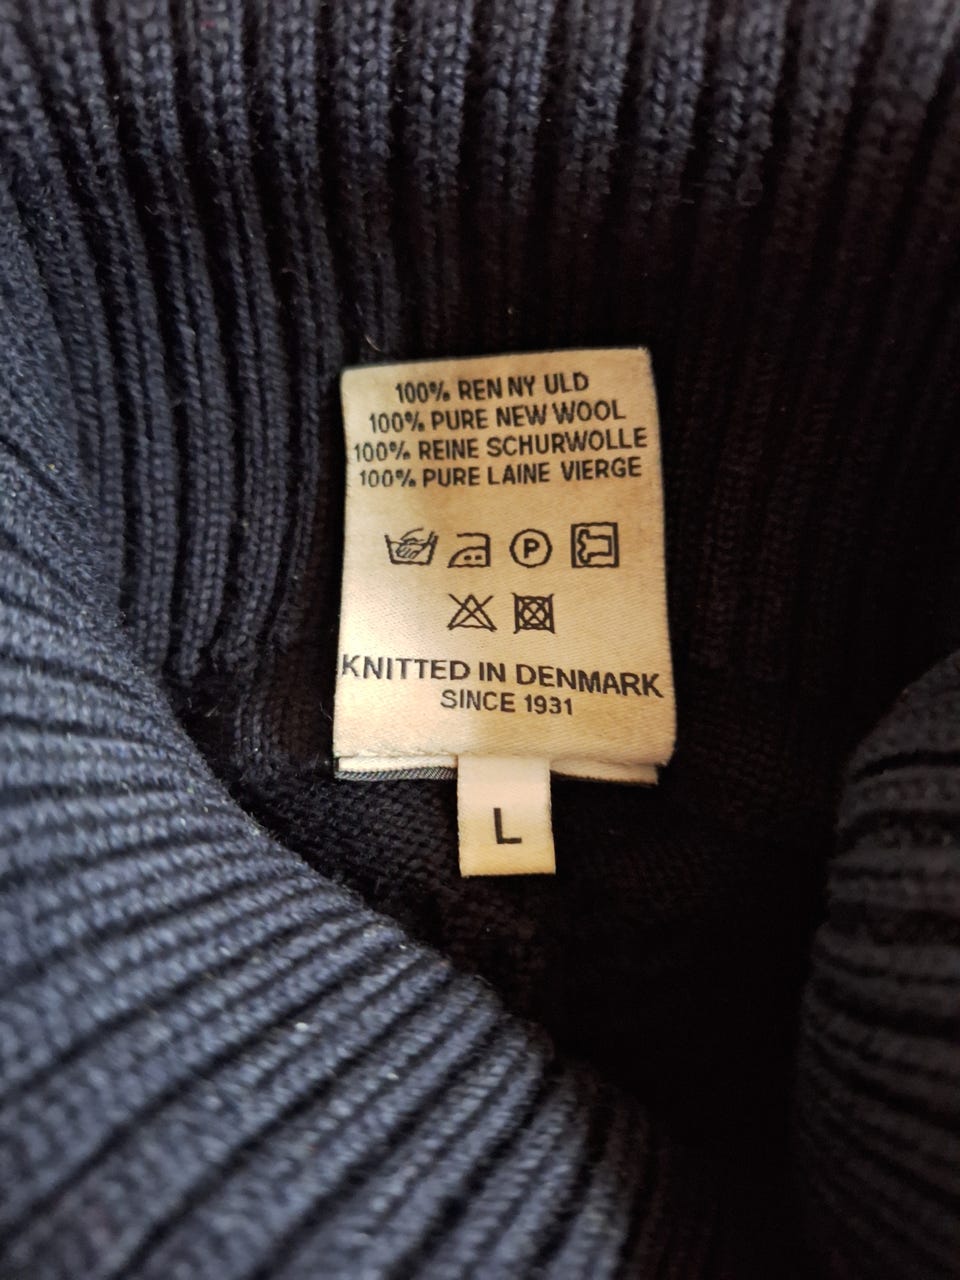 100% REN NY ULD
100% PURE NEW WOOL
100% REINE SCHURWOLLE
100% PURE LAINE VIERGE
P
KNITTED IN DENMARK
SINCE 1931
L